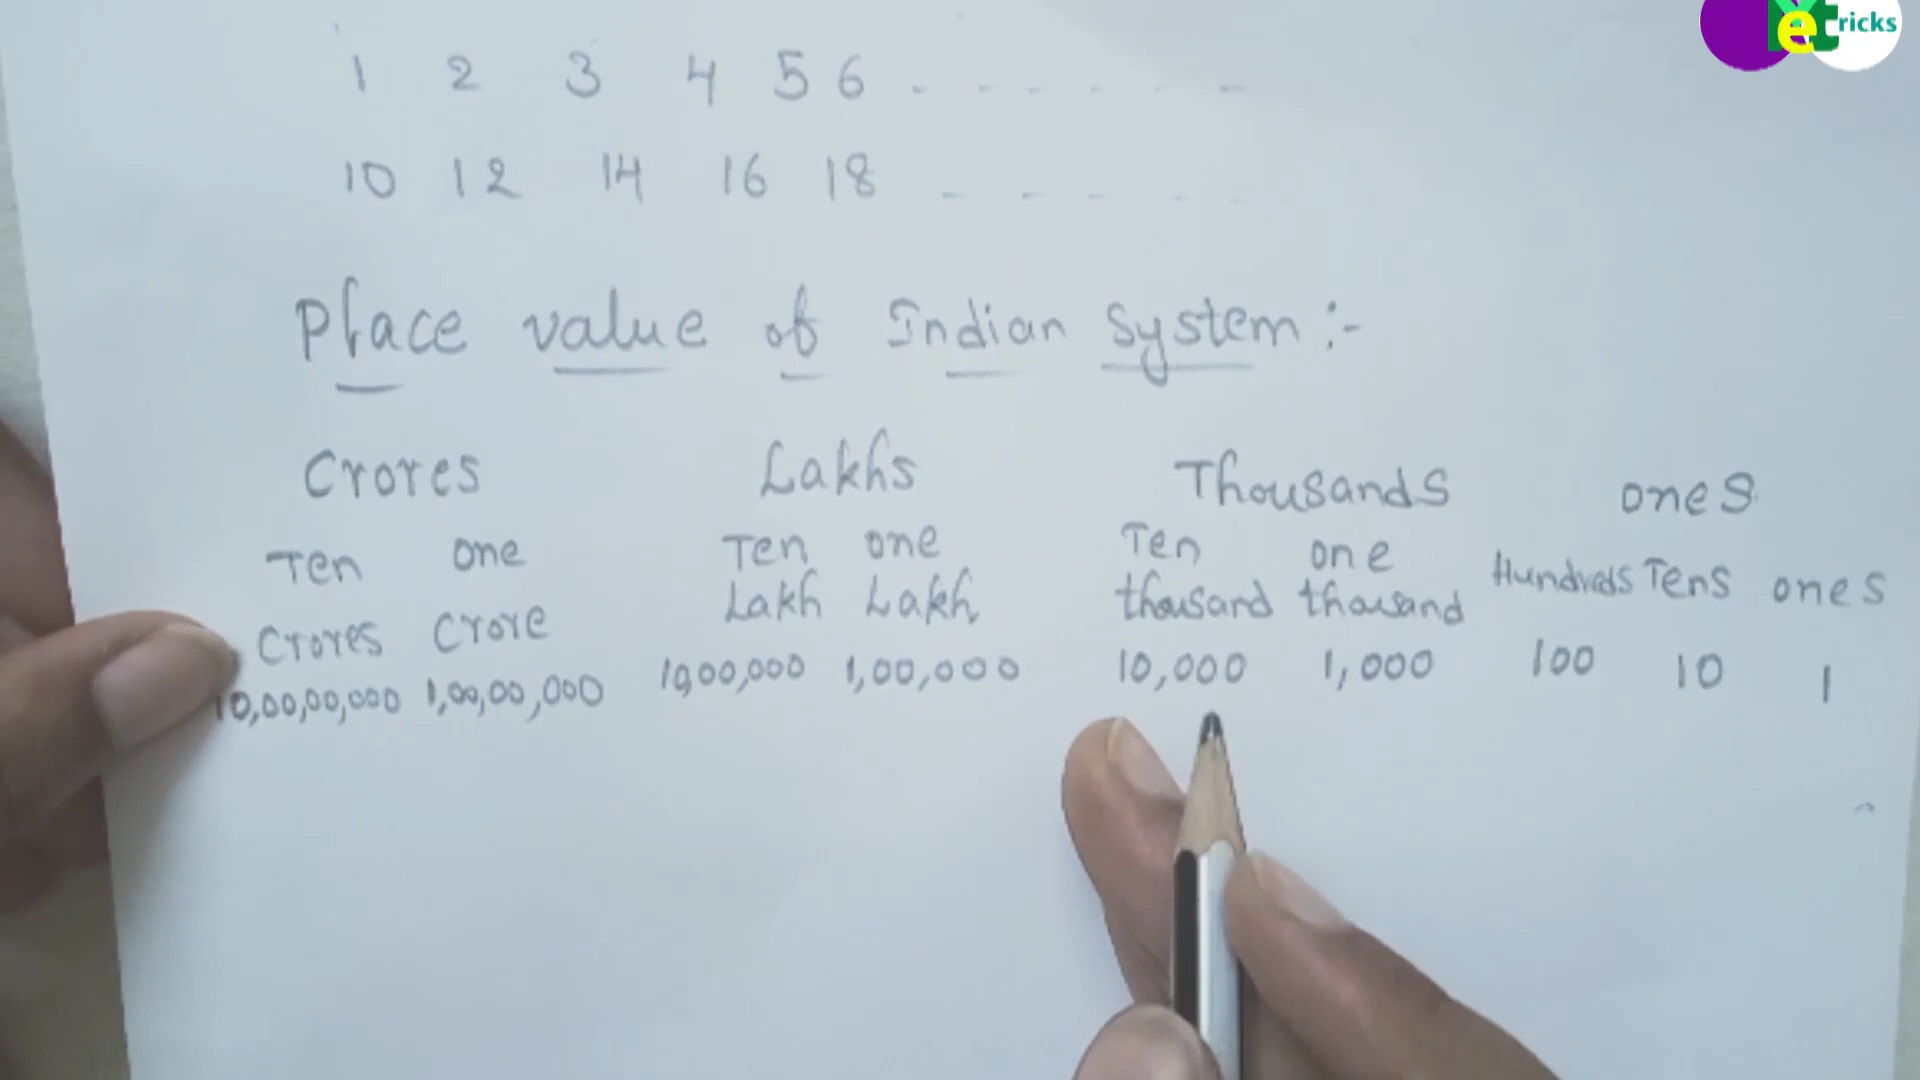 etricks
1 2 3 4 5 6 . - - - - - -
10 12 14 16 18 - - - - - -
Place value of Indian System :-
Crores Lakhs Thousands ones
Ten one Ten one Ten one Hundreds Tens ones
Crores Crore Lakh Lakh thousand thousand
10,00,00,000 1,00,00,000 10,00,000 1,00,000 10,000 1,000 100 10 1